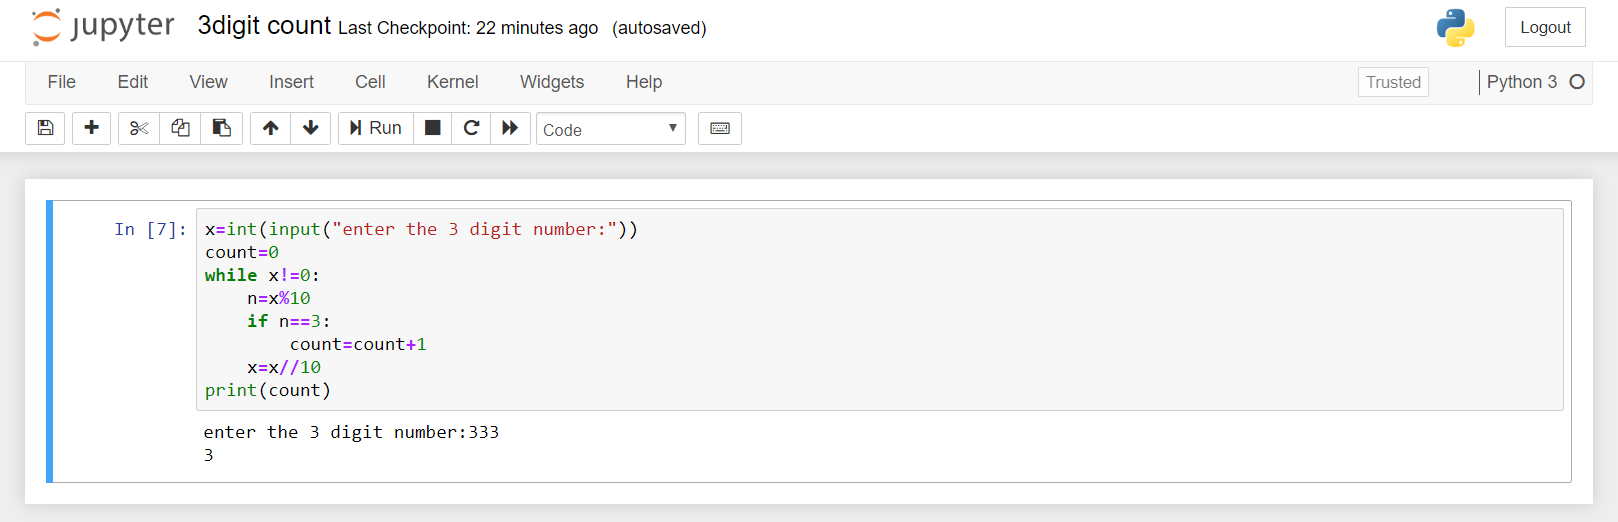 jupyter 3digit count Last Checkpoint: 22 minutes ago (autosaved) Logout
File Edit View Insert Cell Kernel Widgets Help Trusted Python 3
Run Code
In [7]: x=int(input("enter the 3 digit number:"))
count=0
while x!=0:
    n=x%10
    if n==3:
        count=count+1
    x=x//10
print(count)
enter the 3 digit number:333
3